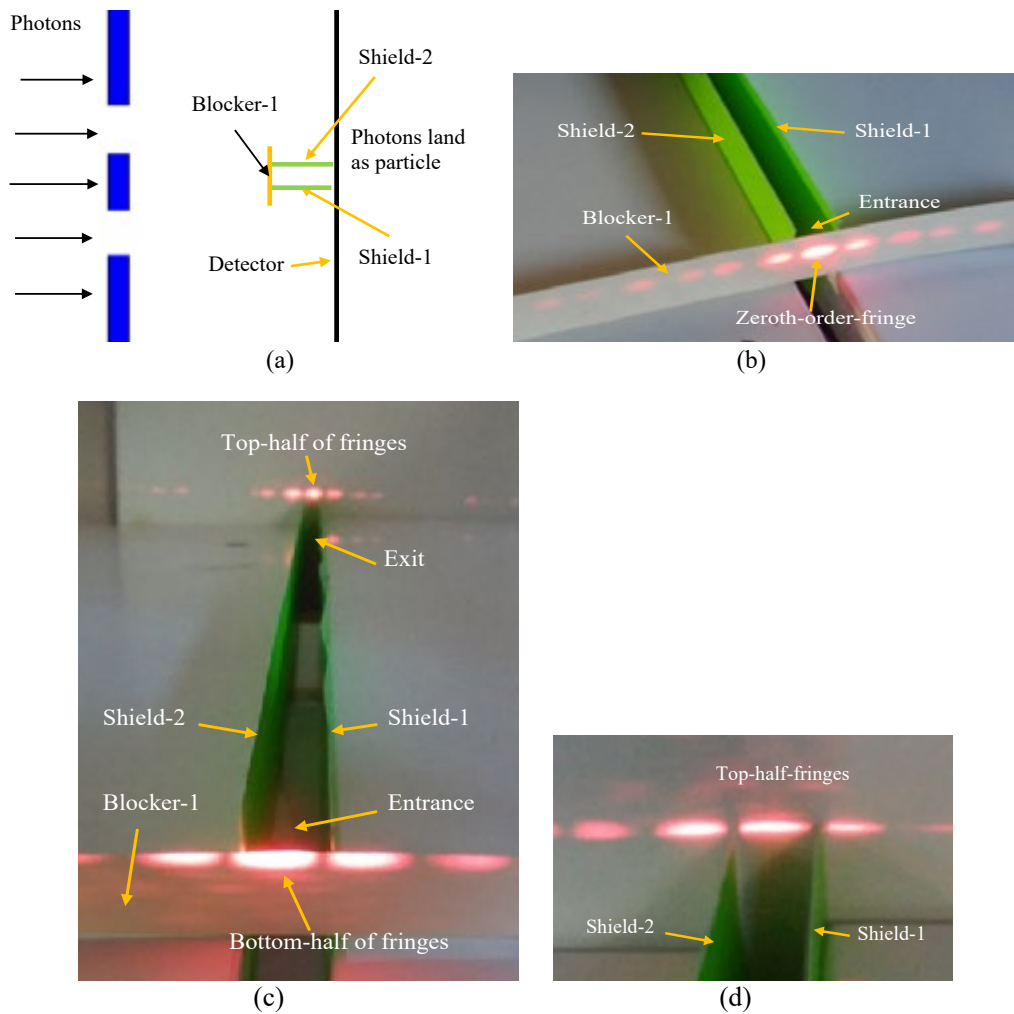 Photons
Shield-2
Blocker-1
Photons land
as particle
Detector
Shield-1
(a)
Shield-2
Shield-1
Entrance
Blocker-1
Zeroth-order-fringe
(b)
Top-half of fringes
Exit
Shield-2
Shield-1
Blocker-1
Entrance
Bottom-half of fringes
(c)
Top-half-fringes
Shield-2
Shield-1
(d)